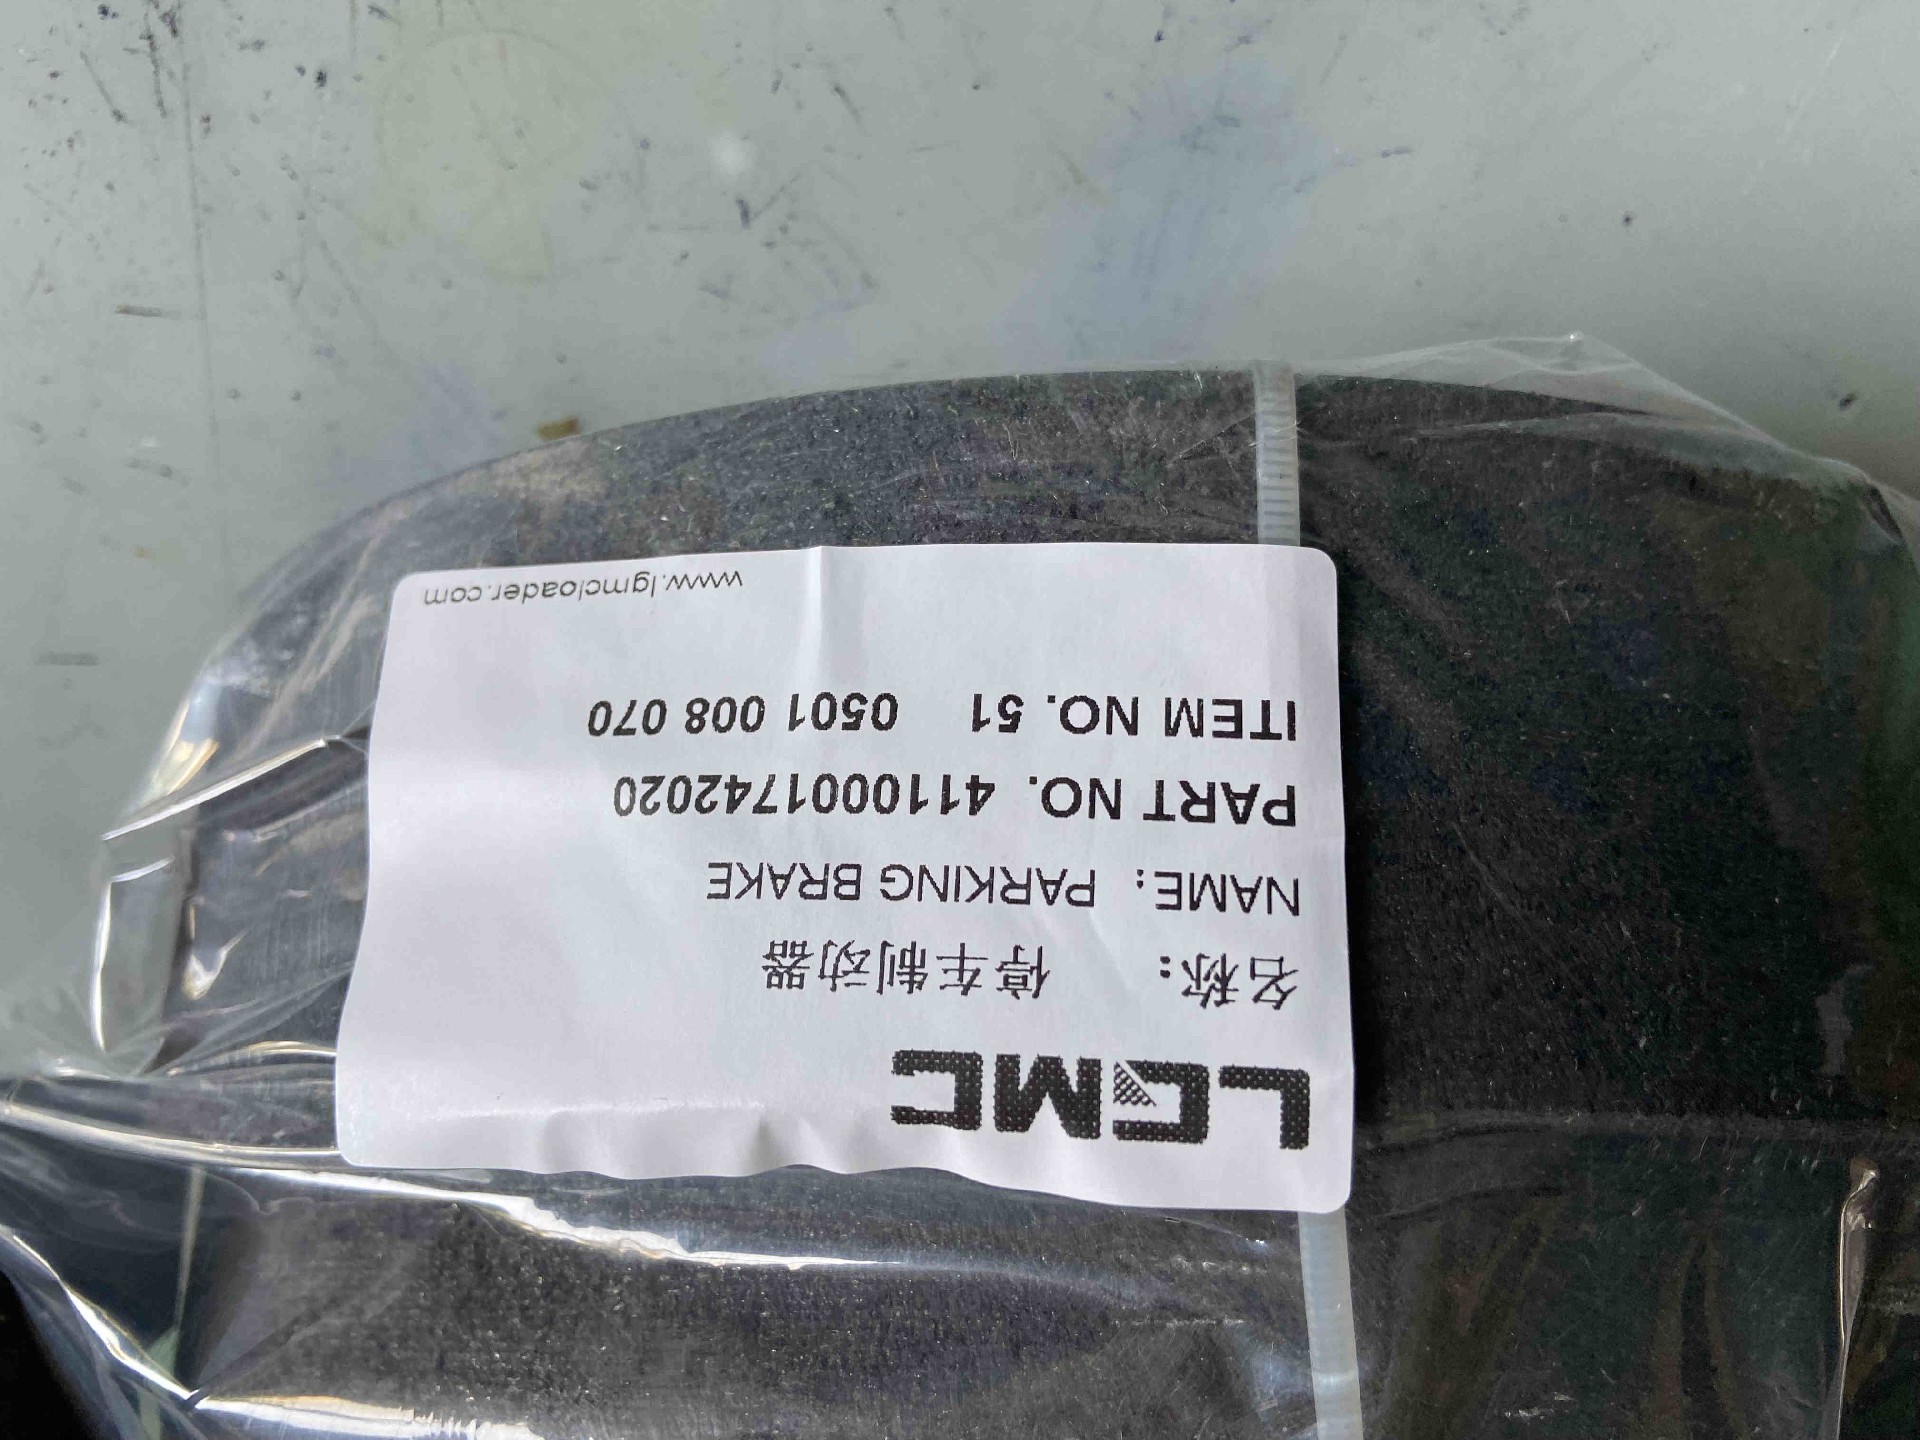 LGMC
名称： 停车制动器
NAME： PARKING BRAKE
PART NO. 4110001742020
ITEM NO. 51 0501 008 070
www.lgmcloader.com